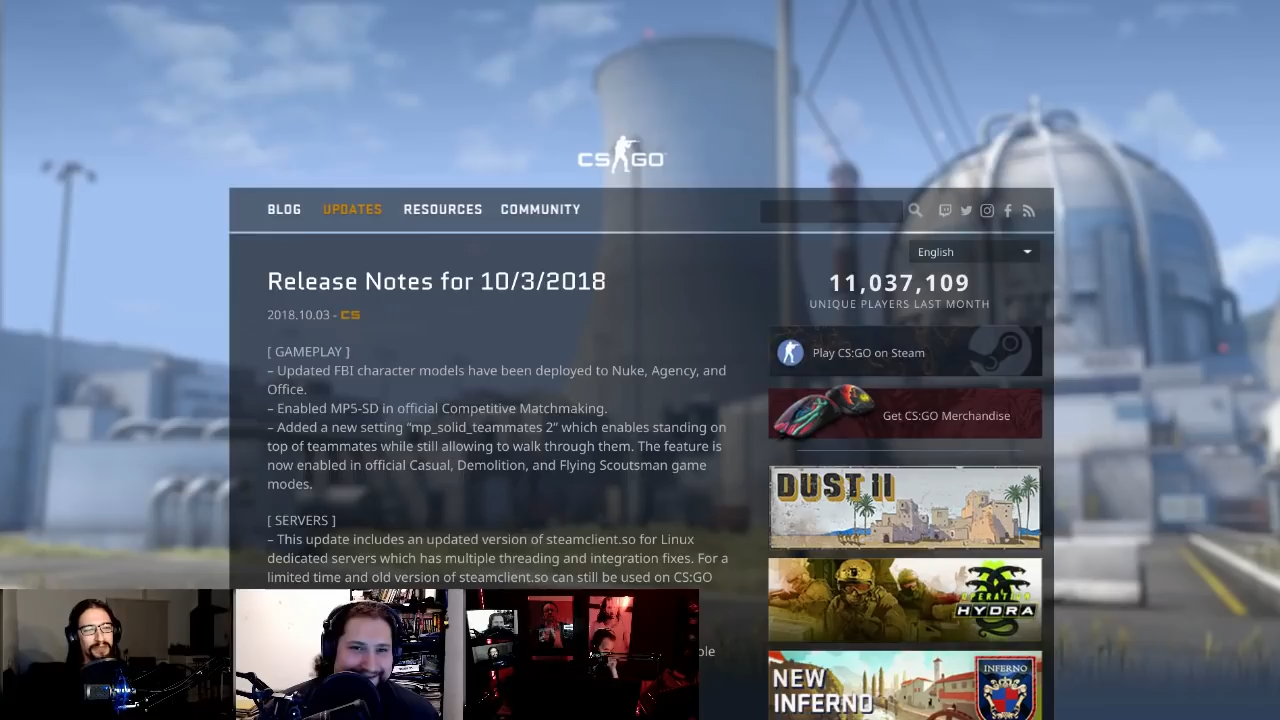 CS GO
BLOG UPDATES RESOURCES COMMUNITY
English
Release Notes for 10/3/2018
2018.10.03 - CS
11,037,109
UNIQUE PLAYERS LAST MONTH
[ GAMEPLAY ]
– Updated FBI character models have been deployed to Nuke, Agency, and
Office.
– Enabled MP5-SD in official Competitive Matchmaking.
– Added a new setting “mp_solid_teammates 2” which enables standing on
top of teammates while still allowing to walk through them. The feature is
now enabled in official Casual, Demolition, and Flying Scoutsman game
modes.
[ SERVERS ]
– This update includes an updated version of steamclient.so for Linux
dedicated servers which has multiple threading and integration fixes. For a
limited time and old version of steamclient.so can still be used on CS:GO
Play CS:GO on Steam
Get CS:GO Merchandise
DUST II
OPERATION
HYDRA
NEW
INFERNO
INFERNO